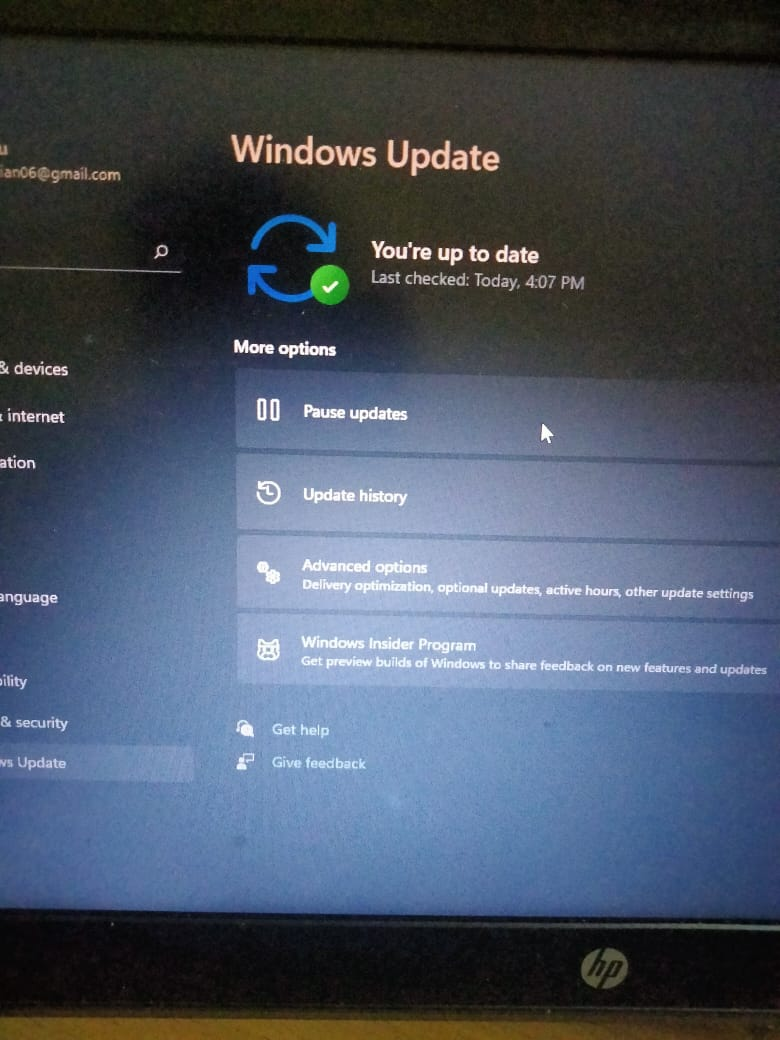 u
ian06@gmail.com
Windows Update
You're up to date
Last checked: Today, 4:07 PM
More options
& devices
Pause updates
internet
ation
Update history
Advanced options
Delivery optimization, optional updates, active hours, other update settings
anguage
Windows Insider Program
Get preview builds of Windows to share feedback on new features and updates
bility
& security
Get help
ws Update
Give feedback
hp